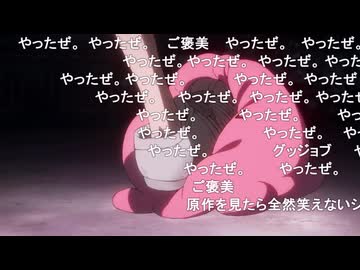 やったぜ。 やったぜ。 ご褒美 やったぜ。 やったぜ。
やったぜ。 やったぜ。 やったぜ。 やったぜ。
やったぜ。 やったぜ。 やったぜ。 やったぜ。
やったぜ。 やったぜ。 やったぜ。 やったぜ。
やったぜ。 やったぜ。
やったぜ。 やったぜ。 や
やったぜ。 グッジョブ や
やったぜ。 やったぜ。
ご褒美
原作を見たら全然笑えないシ